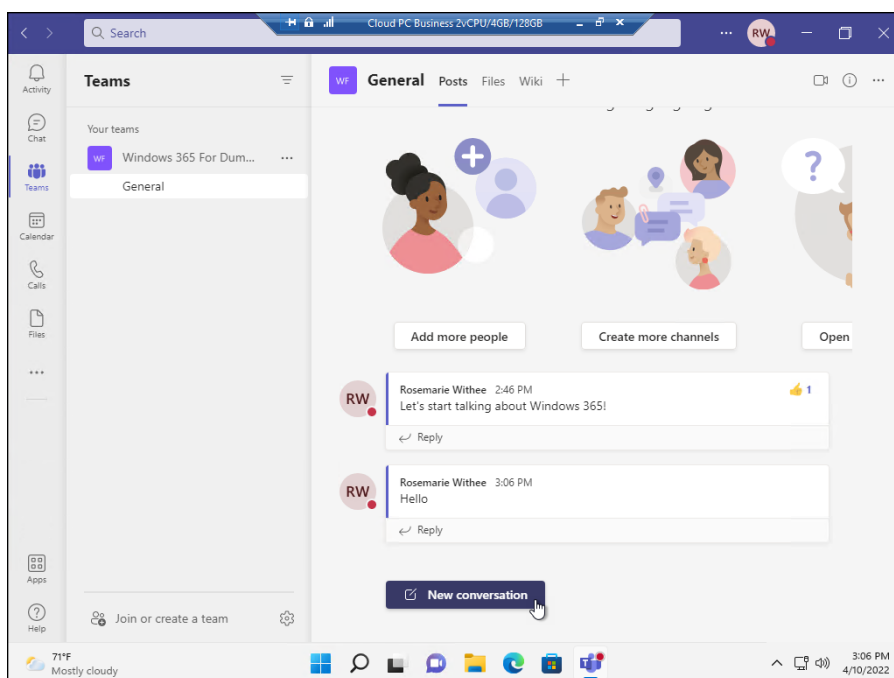 Cloud PC Business 2vCPU/4GB/128GB
Search
RW
Activity
Chat
Teams
Calendar
Calls
Files
Apps
Help
Teams
Your teams
WF Windows 365 For Dum...
General
Join or create a team
WF General Posts Files Wiki
?
Add more people
Create more channels
Open
RW
Rosemarie Withee 2:46 PM
👍 1
Let's start talking about Windows 365!
Reply
RW
Rosemarie Withee 3:06 PM
Hello
Reply
New conversation
71°F
Mostly cloudy
3:06 PM
4/10/2022